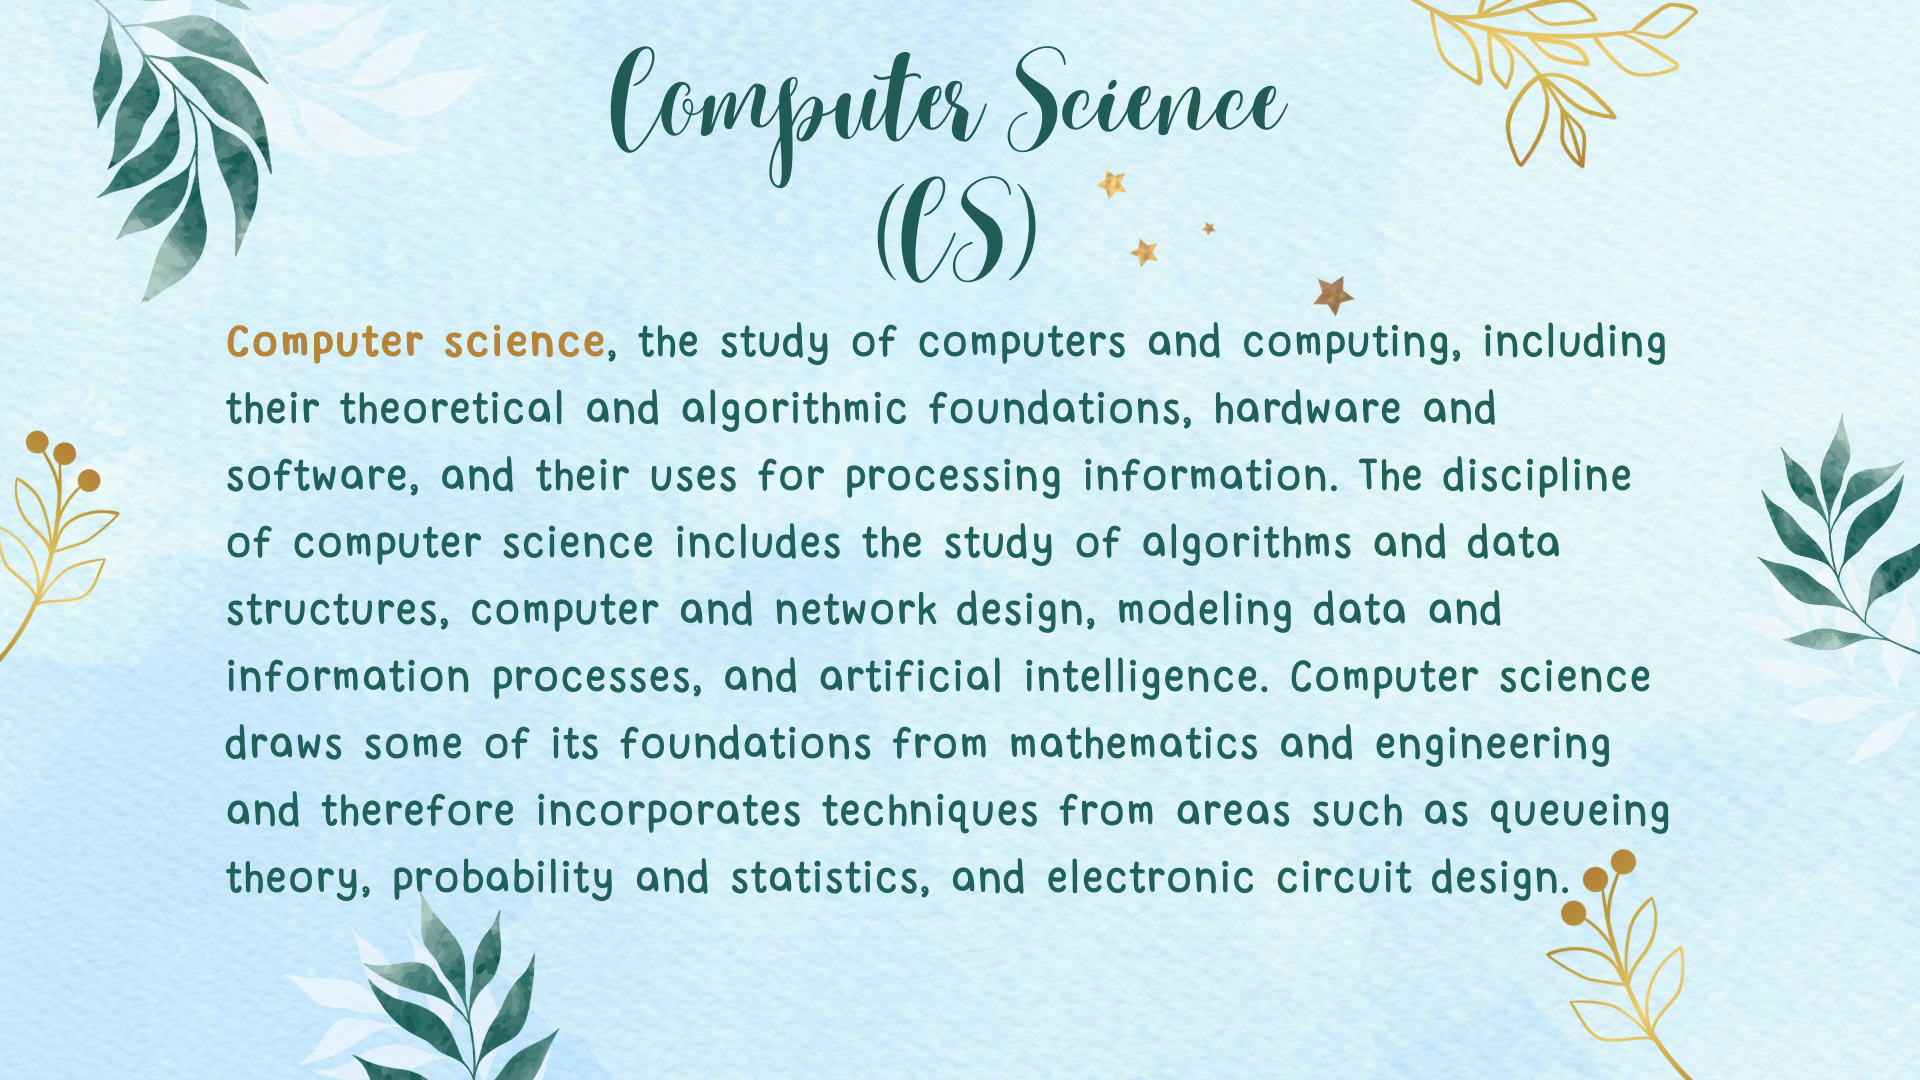 Computer Science
(CS)
Computer science, the study of computers and computing, including
their theoretical and algorithmic foundations, hardware and
software, and their uses for processing information. The discipline
of computer science includes the study of algorithms and data
structures, computer and network design, modeling data and
information processes, and artificial intelligence. Computer science
draws some of its foundations from mathematics and engineering
and therefore incorporates techniques from areas such as queueing
theory, probability and statistics, and electronic circuit design.